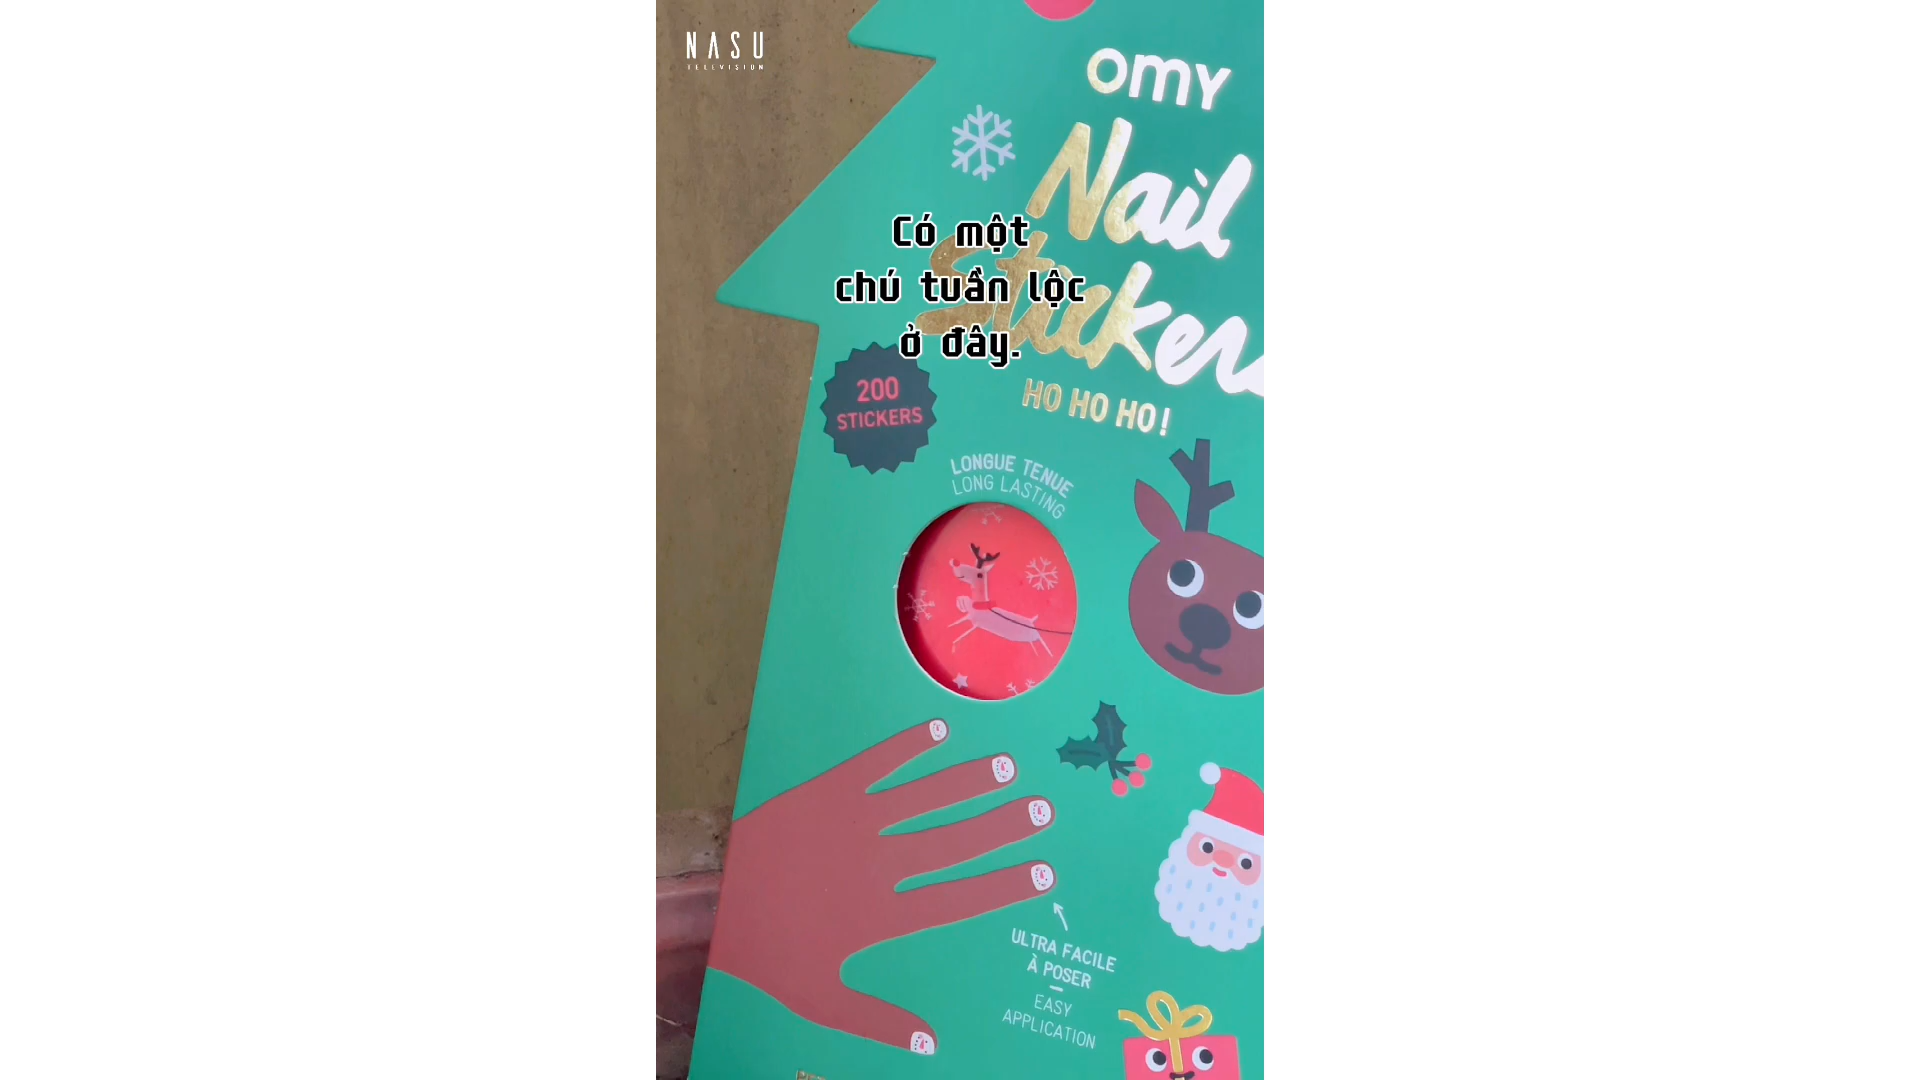 NASU
TELEVISION
OMY
Nail
Stickers
Có một
chú tuần lộc
ở đây.
200
STICKERS
HO HO HO!
LONGUE TENUE
LONG LASTING
ULTRA FACILE
À POSER
EASY
APPLICATION